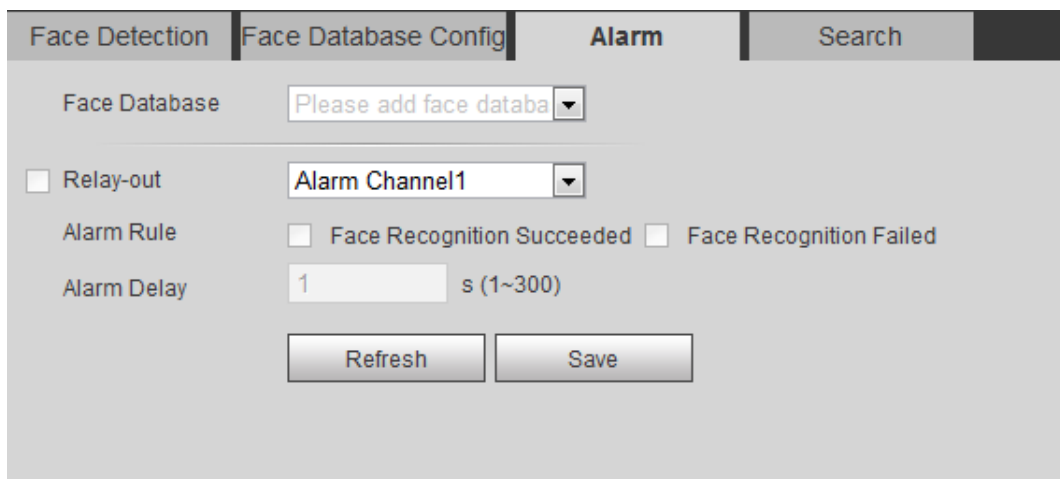 Face Detection Face Database Config Alarm Search
Face Database Please add face databa
Relay-out Alarm Channel1
Alarm Rule Face Recognition Succeeded Face Recognition Failed
Alarm Delay 1 s (1~300)
Refresh Save